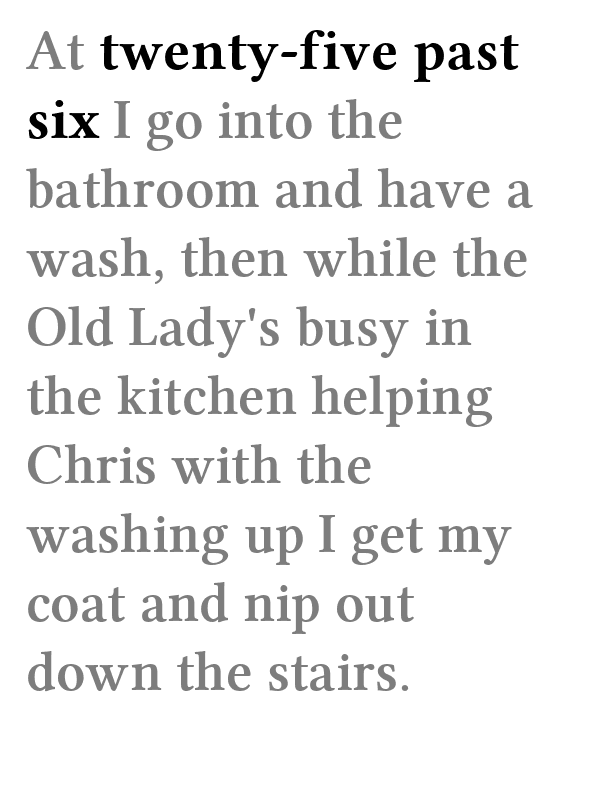 At twenty-five past
six I go into the
bathroom and have a
wash, then while the
Old Lady's busy in
the kitchen helping
Chris with the
washing up I get my
coat and nip out
down the stairs.